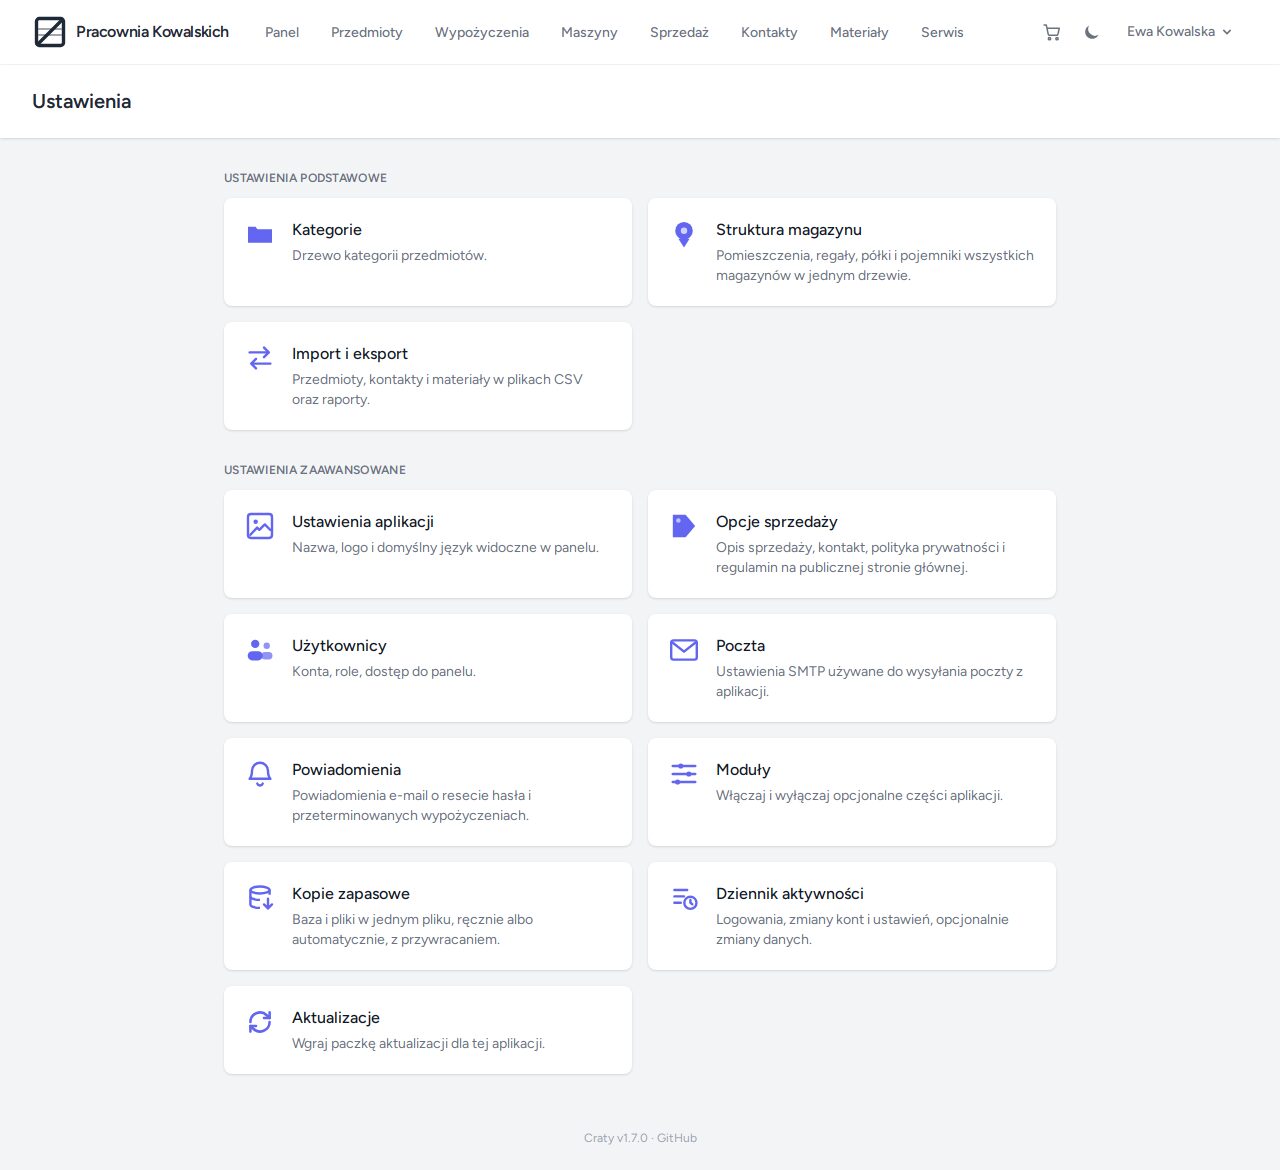 Pracownia Kowalskich
Panel
Przedmioty
Wypożyczenia
Maszyny
Sprzedaż
Kontakty
Materiały
Serwis
Ewa Kowalska
Ustawienia
USTAWIENIA PODSTAWOWE
Kategorie
Drzewo kategorii przedmiotów.
Struktura magazynu
Pomieszczenia, regały, półki i pojemniki wszystkich
magazynów w jednym drzewie.
Import i eksport
Przedmioty, kontakty i materiały w plikach CSV
oraz raporty.
USTAWIENIA ZAAWANSOWANE
Ustawienia aplikacji
Nazwa, logo i domyślny język widoczne w panelu.
Opcje sprzedaży
Opis sprzedaży, kontakt, polityka prywatności i
regulamin na publicznej stronie głównej.
Użytkownicy
Konta, role, dostęp do panelu.
Poczta
Ustawienia SMTP używane do wysyłania poczty z
aplikacji.
Powiadomienia
Powiadomienia e-mail o resecie hasła i
przeterminowanych wypożyczeniach.
Moduły
Włączaj i wyłączaj opcjonalne części aplikacji.
Kopie zapasowe
Baza i pliki w jednym pliku, ręcznie albo
automatycznie, z przywracaniem.
Dziennik aktywności
Logowania, zmiany kont i ustawień, opcjonalnie
zmiany danych.
Aktualizacje
Wgraj paczkę aktualizacji dla tej aplikacji.
Craty v1.7.0 · GitHub